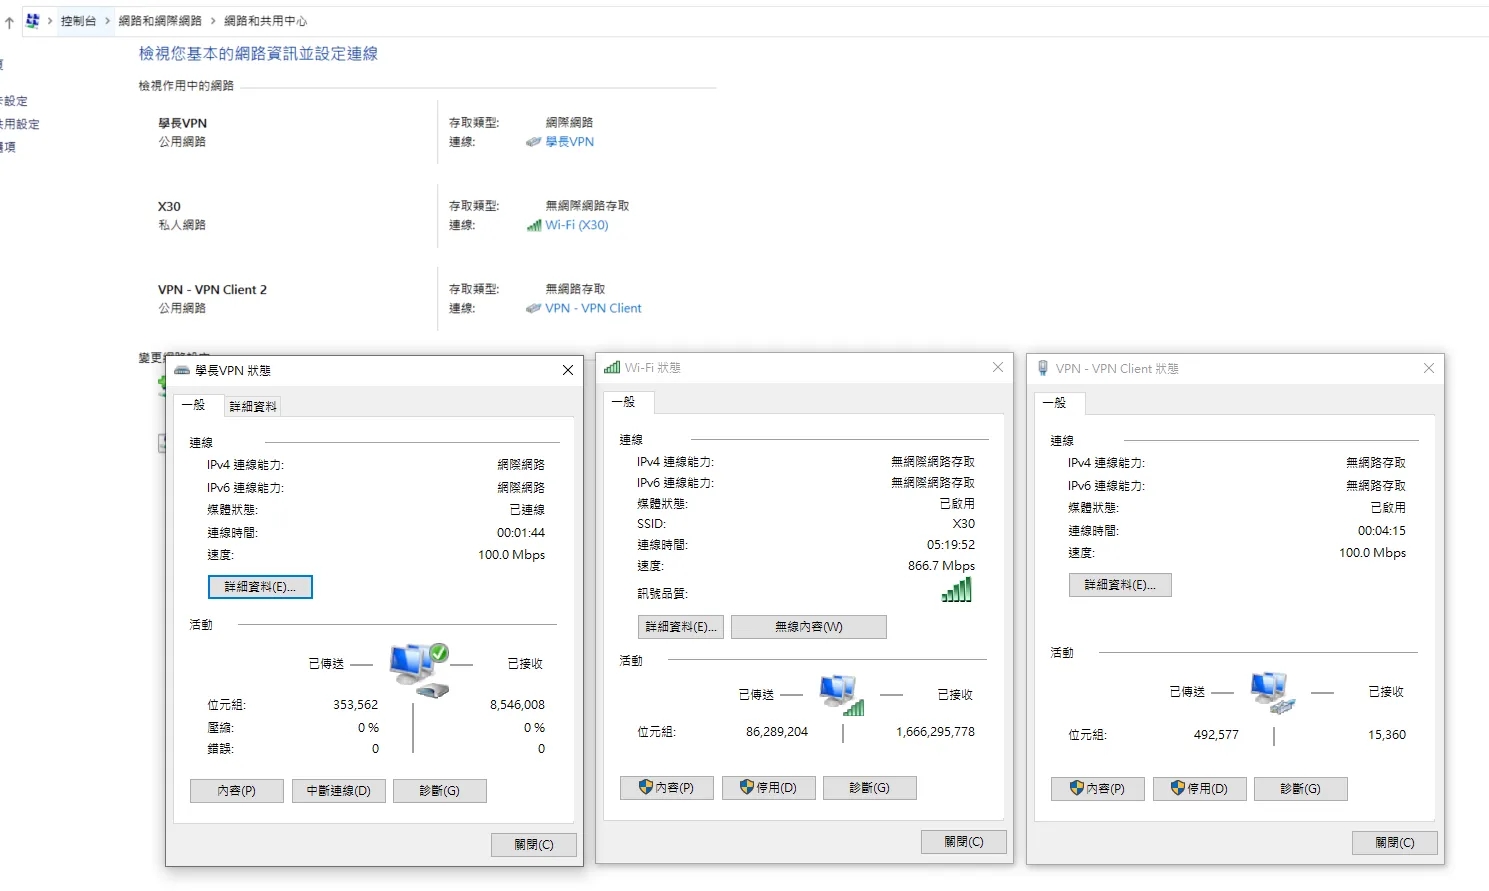 控制台 > 網路和網際網路 > 網路和共用中心
檢視您基本的網路資訊並設定連線
設定
共用設定
選項
檢視作用中的網路
學長VPN
公用網路
存取類型: 網際網路
連線: 學長VPN
X30
私人網路
存取類型: 無網際網路存取
連線: Wi-Fi (X30)
VPN - VPN Client 2
公用網路
存取類型: 無網路存取
連線: VPN - VPN Client
變更網路設定
學長VPN 狀態
一般 詳細資料
連線
IPv4 連線能力: 網際網路
IPv6 連線能力: 網際網路
媒體狀態: 已連線
連線時間: 00:01:44
速度: 100.0 Mbps
詳細資料(E)...
活動
已傳送 已接收
位元組: 353,562 8,546,008
壓縮: 0 % 0 %
錯誤: 0 0
內容(P) 中斷連線(D) 診斷(G)
關閉(C)
Wi-Fi 狀態
一般
連線
IPv4 連線能力: 無網際網路存取
IPv6 連線能力: 無網際網路存取
媒體狀態: 已啟用
SSID: X30
連線時間: 05:19:52
速度: 866.7 Mbps
訊號品質:
詳細資料(E)... 無線內容(W)
活動
已傳送 已接收
位元組: 86,289,204 1,666,295,778
內容(P) 停用(D) 診斷(G)
關閉(C)
VPN - VPN Client 狀態
一般
連線
IPv4 連線能力: 無網路存取
IPv6 連線能力: 無網路存取
媒體狀態: 已啟用
連線時間: 00:04:15
速度: 100.0 Mbps
詳細資料(E)...
活動
已傳送 已接收
位元組: 492,577 15,360
內容(P) 停用(D) 診斷(G)
關閉(C)